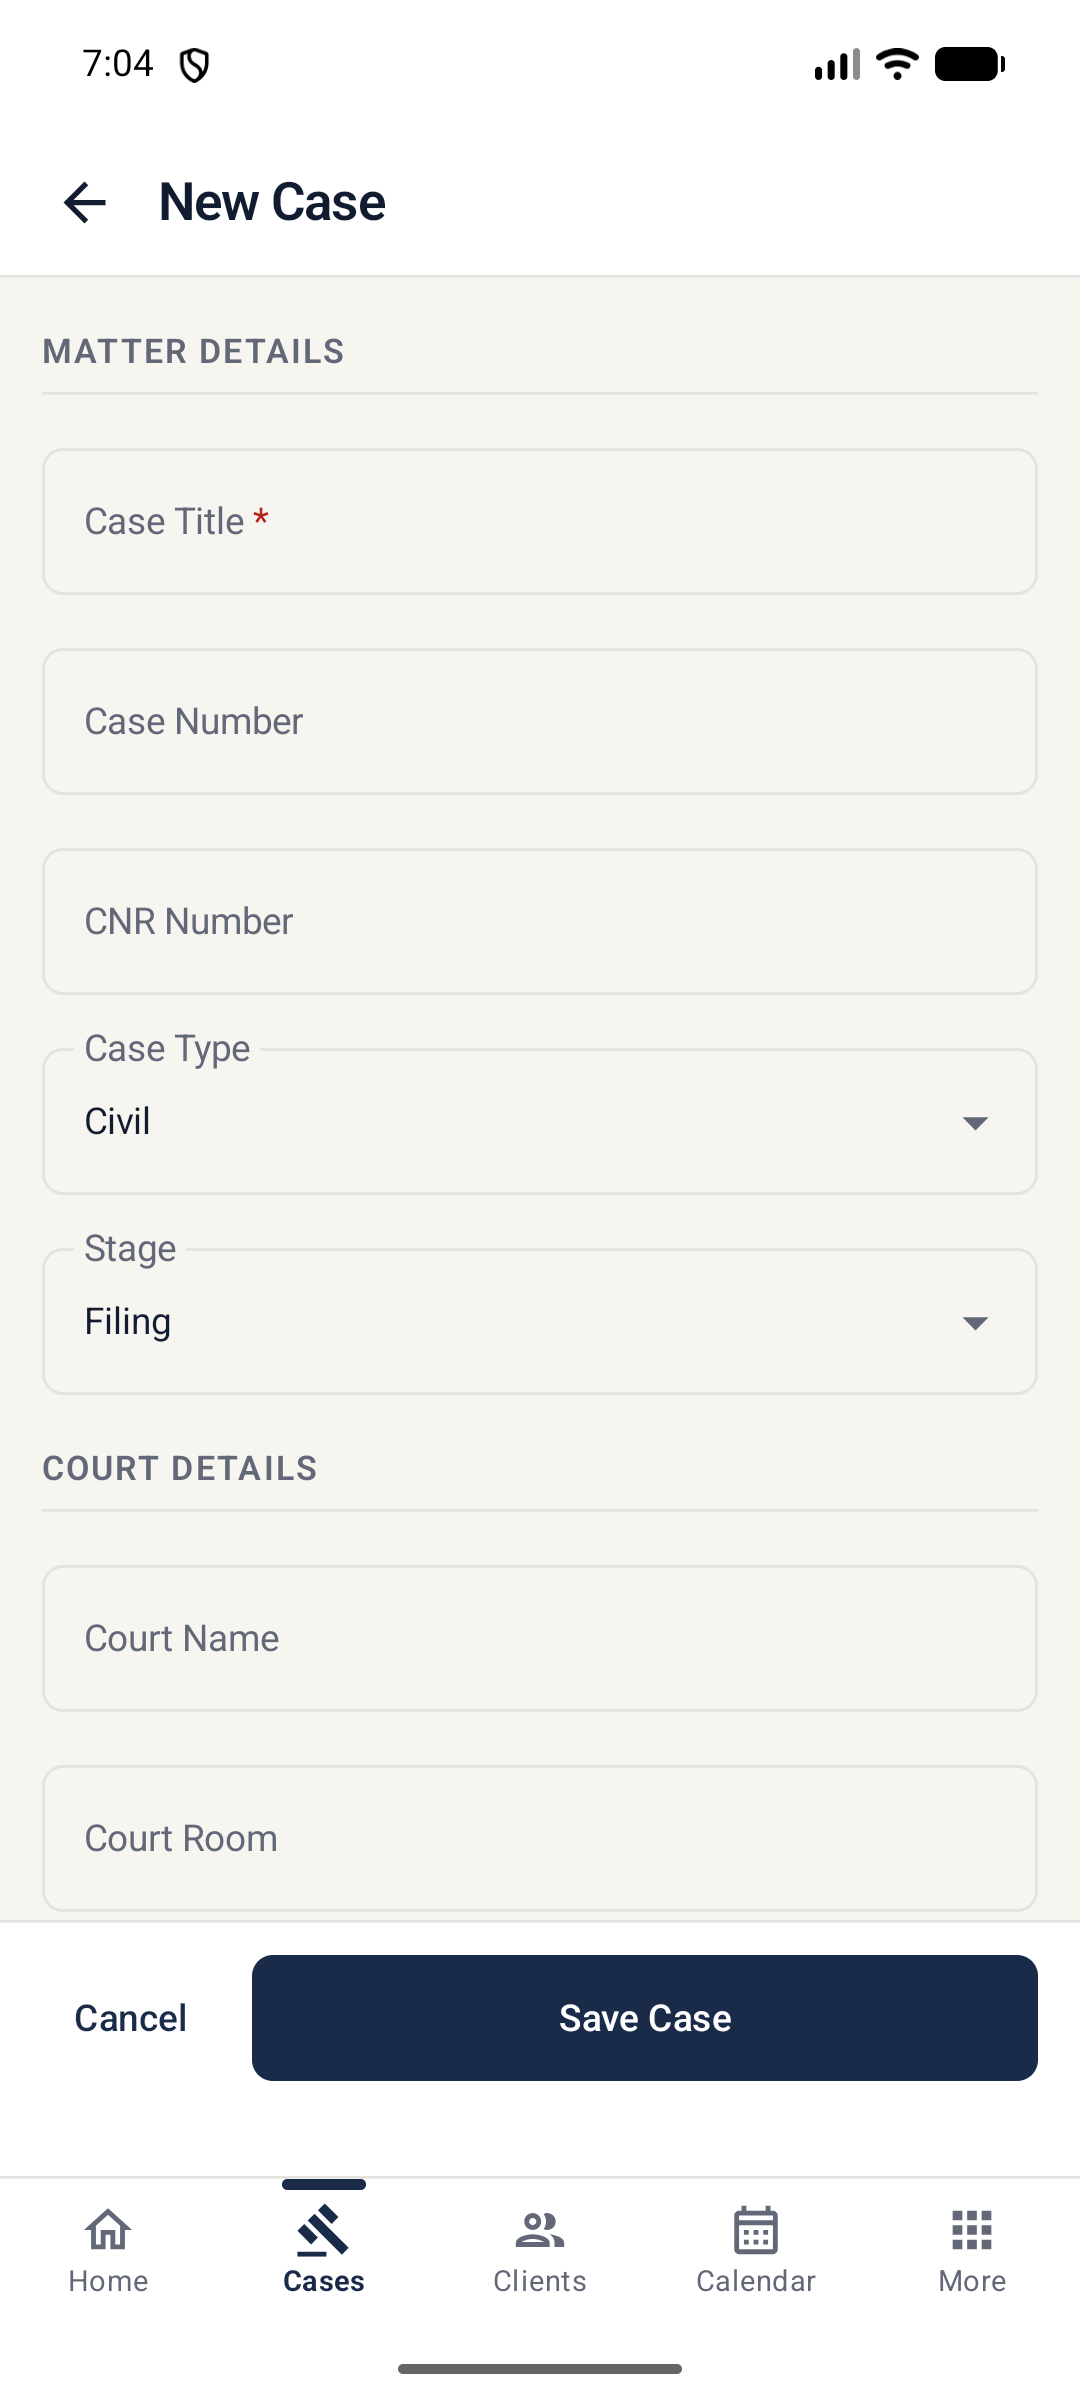 7:04
New Case
MATTER DETAILS
Case Title *
Case Number
CNR Number
Case Type
Civil
Stage
Filing
COURT DETAILS
Court Name
Court Room
Cancel
Save Case
Home
Cases
Clients
Calendar
More